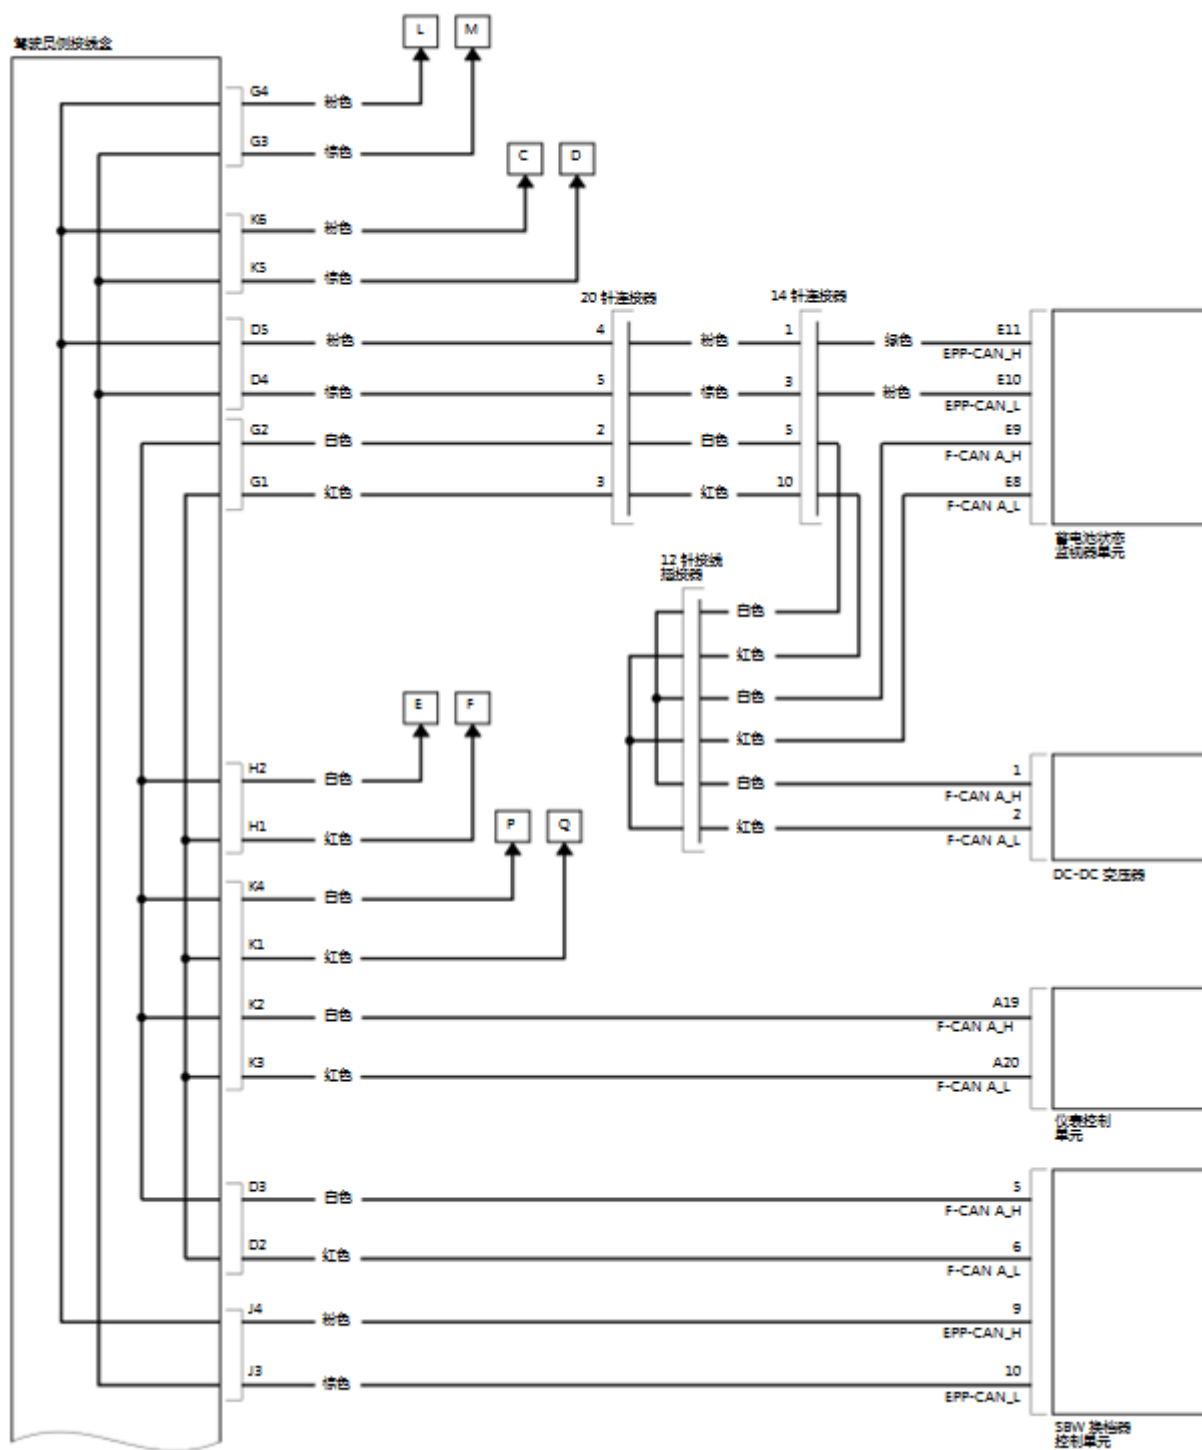 L M
驾驶员侧接线盒
G4 粉色
G3 棕色
C D
K6 粉色
K5 棕色
20 针连接器 14 针连接器
D5 粉色 4 粉色 1 绿色 E11
EPP-CAN_H
D4 棕色 5 棕色 3 粉色 E10
EPP-CAN_L
G2 白色 2 白色 5 E9
F-CAN A_H
G1 红色 3 红色 10 E8
F-CAN A_L
蓄电池状态
监视器单元
12 针接线
插接器
白色
红色
白色
E F
红色
H2 白色 白色 1
F-CAN A_H
2
H1 红色 P Q 红色
F-CAN A_L
DC-DC 变压器
K4 白色
K1 红色
K2 白色 A19
F-CAN A_H
K3 红色 A20
F-CAN A_L
仪表控制
单元
D3 白色 5
F-CAN A_H
D2 红色 6
F-CAN A_L
J4 粉色 9
EPP-CAN_H
J3 棕色 10
EPP-CAN_L
SBW 换档器
控制单元